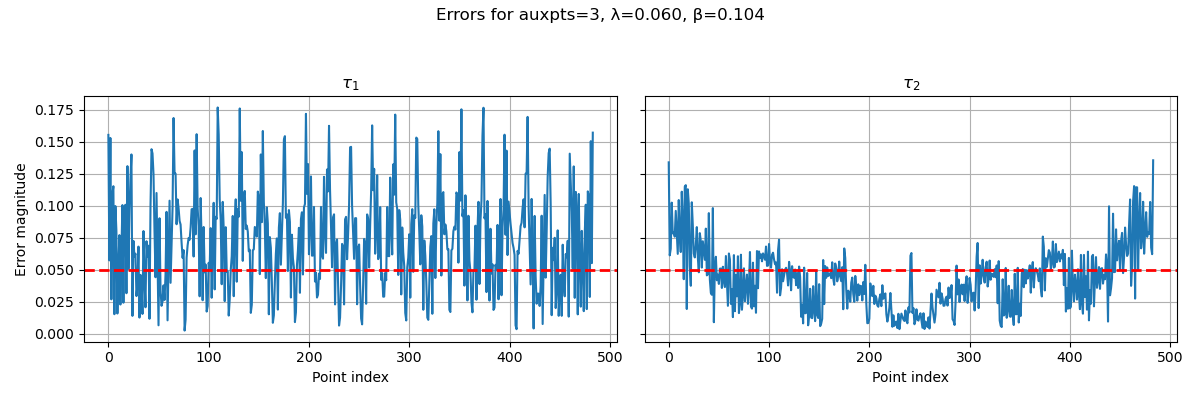 Errors for auxpts=3, λ=0.060, β=0.104
τ₁
τ₂
Error magnitude
0.175
0.150
0.125
0.100
0.075
0.050
0.025
0.000
0 100 200 300 400 500
0 100 200 300 400 500
Point index
Point index